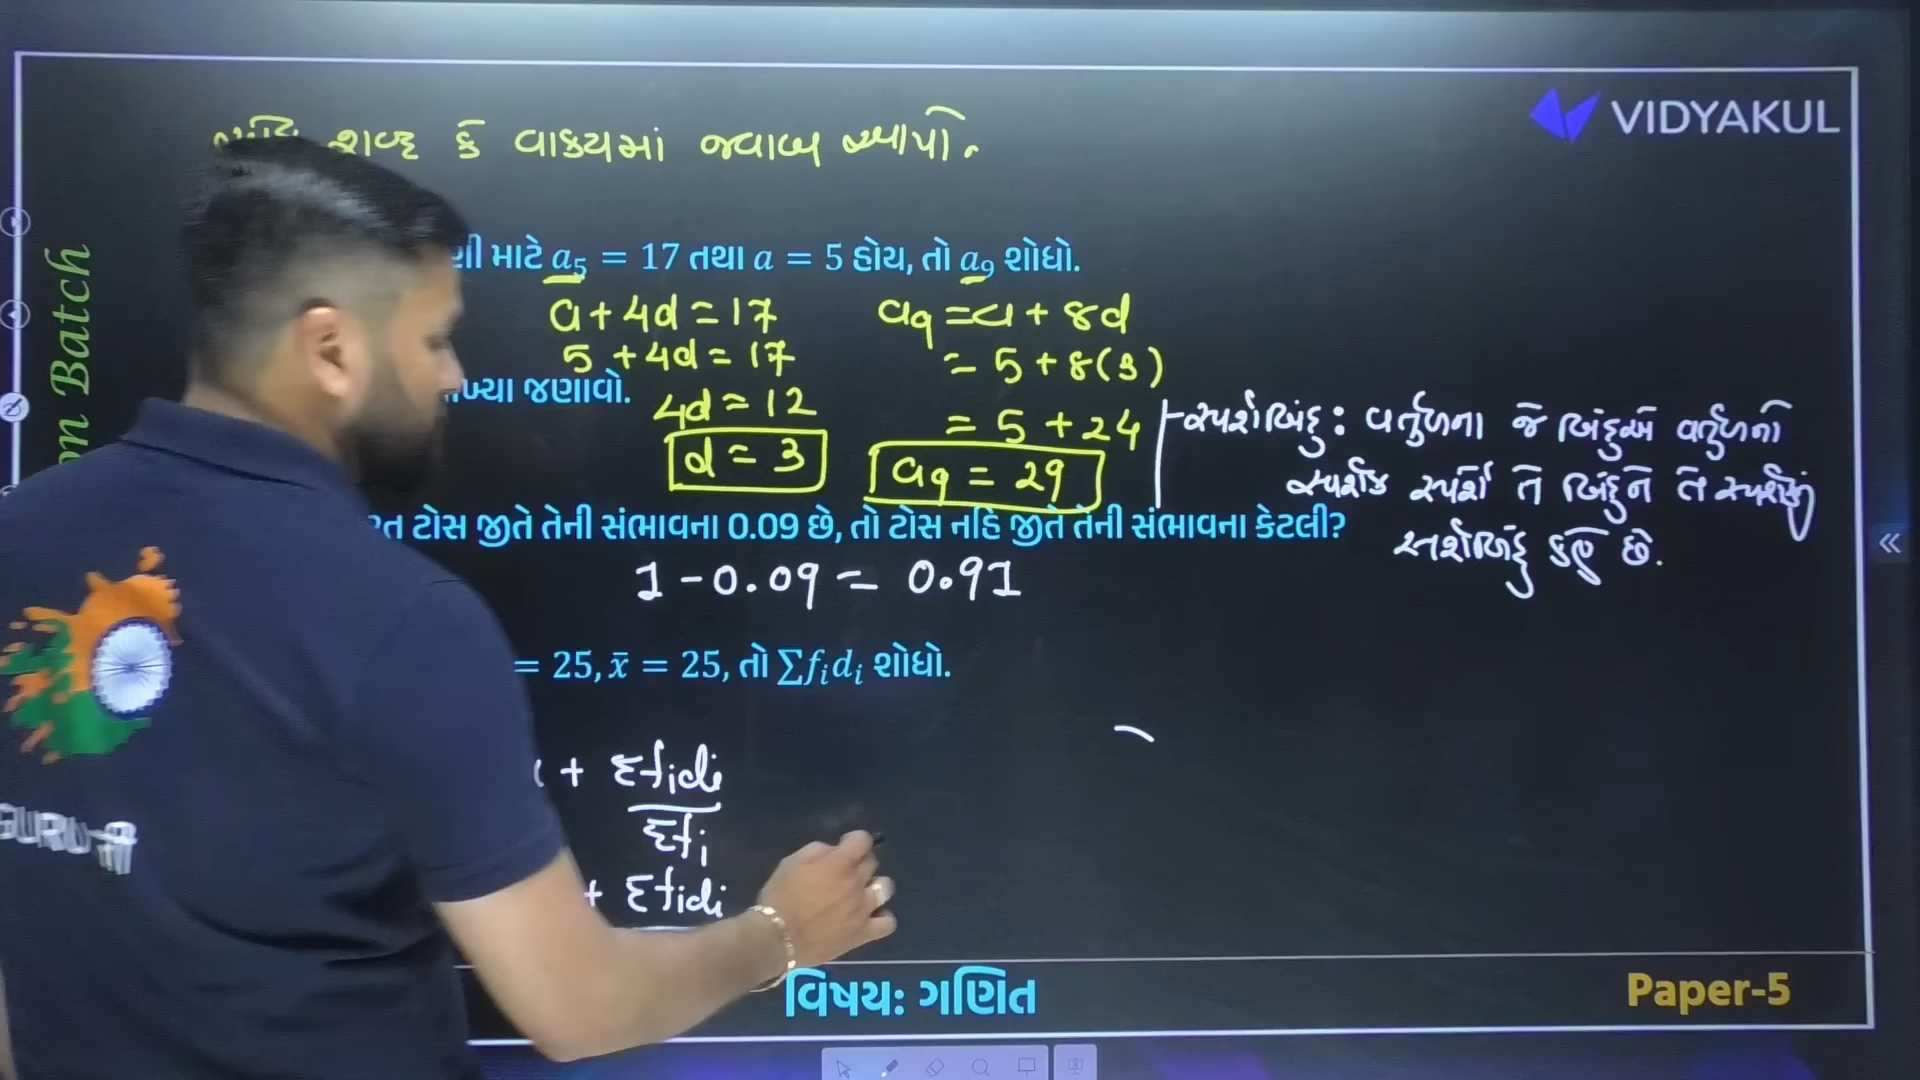 VIDYAKUL
શબ્દ કે વાક્યમાં જવાબ આપો.
માટે a₅ = 17 તથા a = 5 હોય, તો a₉ શોધો.
a + 4d = 17
5 + 4d = 17
4d = 12
d = 3
a₉ = a + 8d
= 5 + 8(3)
= 5 + 24
a₉ = 29
on Batch
ખ્યા જણાવો.
સ્પર્શબિંદુ : વર્તુળના જે બિંદુએ વર્તુળનો
સ્પર્શક સ્પર્શે તે બિંદુને તે સ્પર્શકનું
સ્પર્શબિંદુ કહે છે.
ટોસ જીતે તેની સંભાવના 0.09 છે, તો ટોસ નહિ જીતે તેની સંભાવના કેટલી?
1 - 0.09 = 0.91
= 25, x̄ = 25, તો Σfᵢdᵢ શોધો.
+ Σfᵢdᵢ
Σfᵢ
+ Σfᵢdᵢ
GURUજી
વિષય: ગણિત
Paper-5